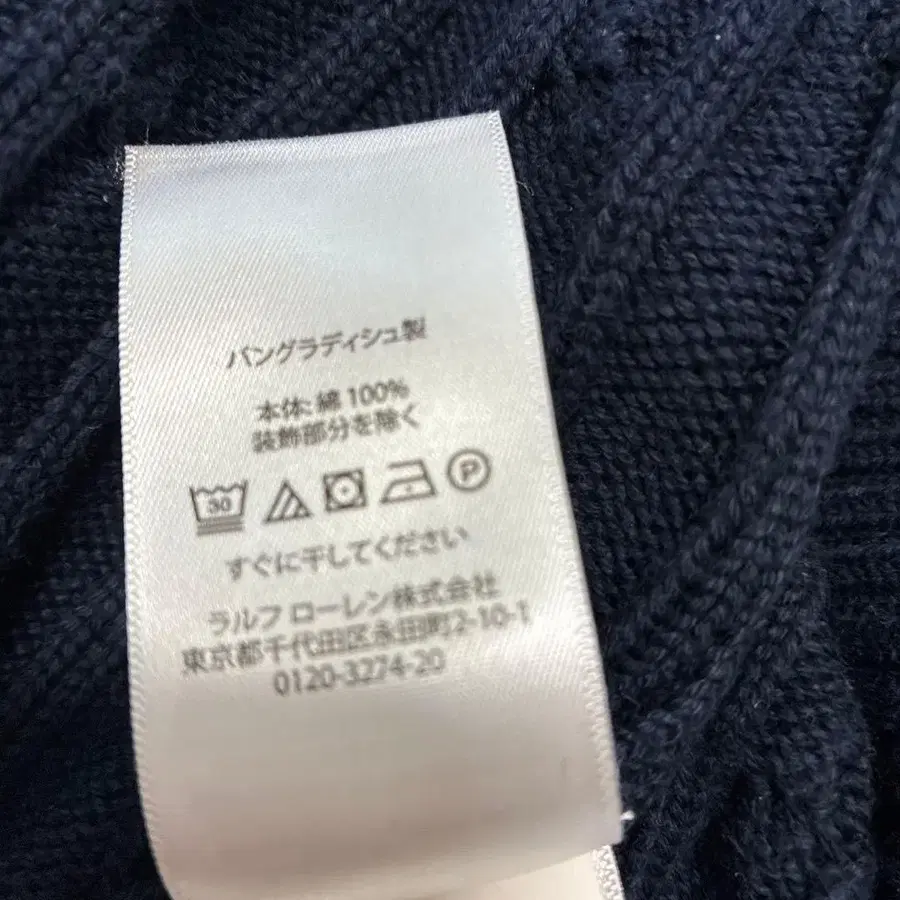 バングラディシュ製
本体: 綿 100%
装飾部分を除く
30 P
すぐに干してください
ラルフ ローレン株式会社
東京都千代田区永田町2-10-1
0120-3274-20